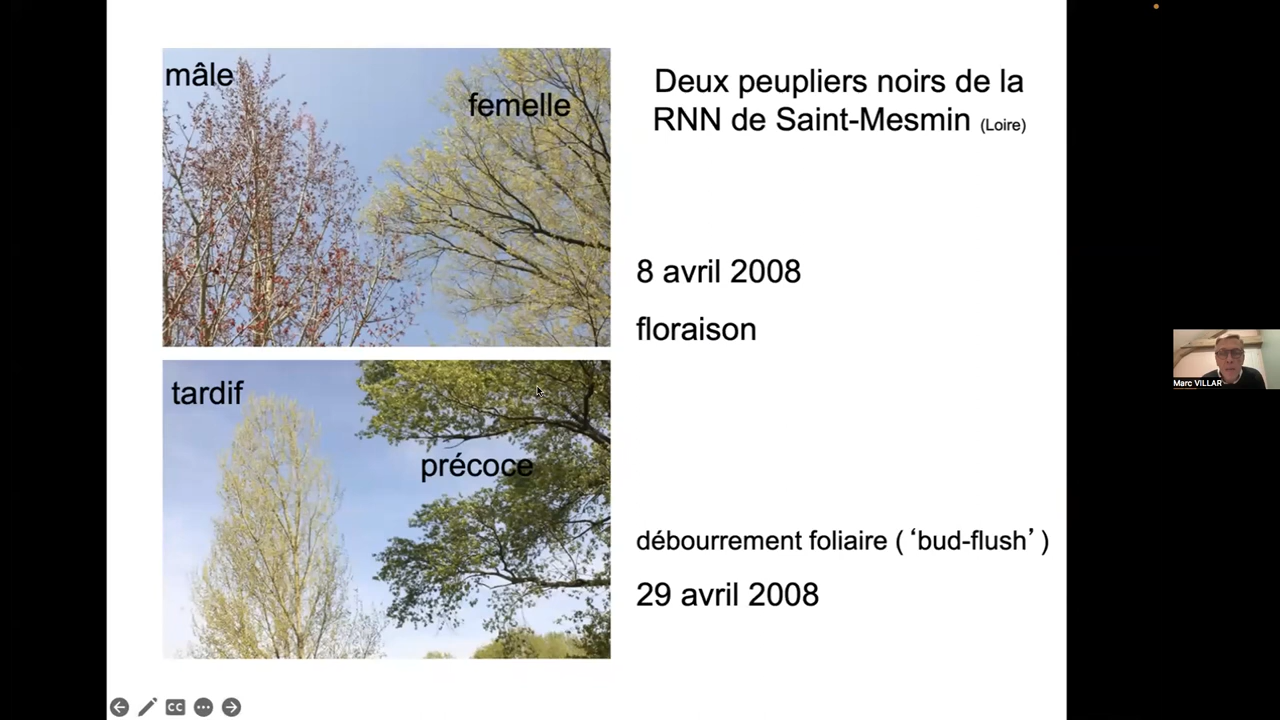 mâle
femelle
Deux peupliers noirs de la
RNN de Saint-Mesmin (Loire)
8 avril 2008
floraison
tardif
précoce
débourrement foliaire ( ‘bud-flush’ )
29 avril 2008
Marc VILLAR
CC